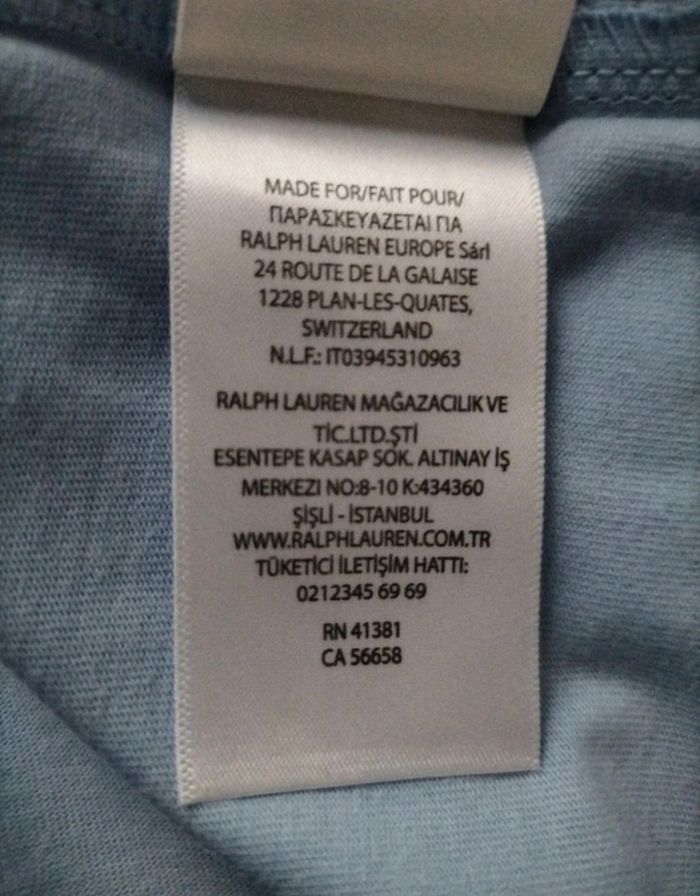 MADE FOR/FAIT POUR/
ΠΑΡΑΣΚΕΥΑΖΕΤΑΙ ΓΙΑ
RALPH LAUREN EUROPE Sárl
24 ROUTE DE LA GALAISE
1228 PLAN-LES-QUATES,
SWITZERLAND
N.L.F.: IT03945310963
RALPH LAUREN MAĞAZACILIK VE
TİC.LTD.ŞTİ
ESENTEPE KASAP SOK. ALTINAY İŞ
MERKEZI NO:8-10 K:434360
ŞİŞLİ - İSTANBUL
WWW.RALPHLAUREN.COM.TR
TÜKETİCİ İLETİŞİM HATTI:
0212345 69 69
RN 41381
CA 56658